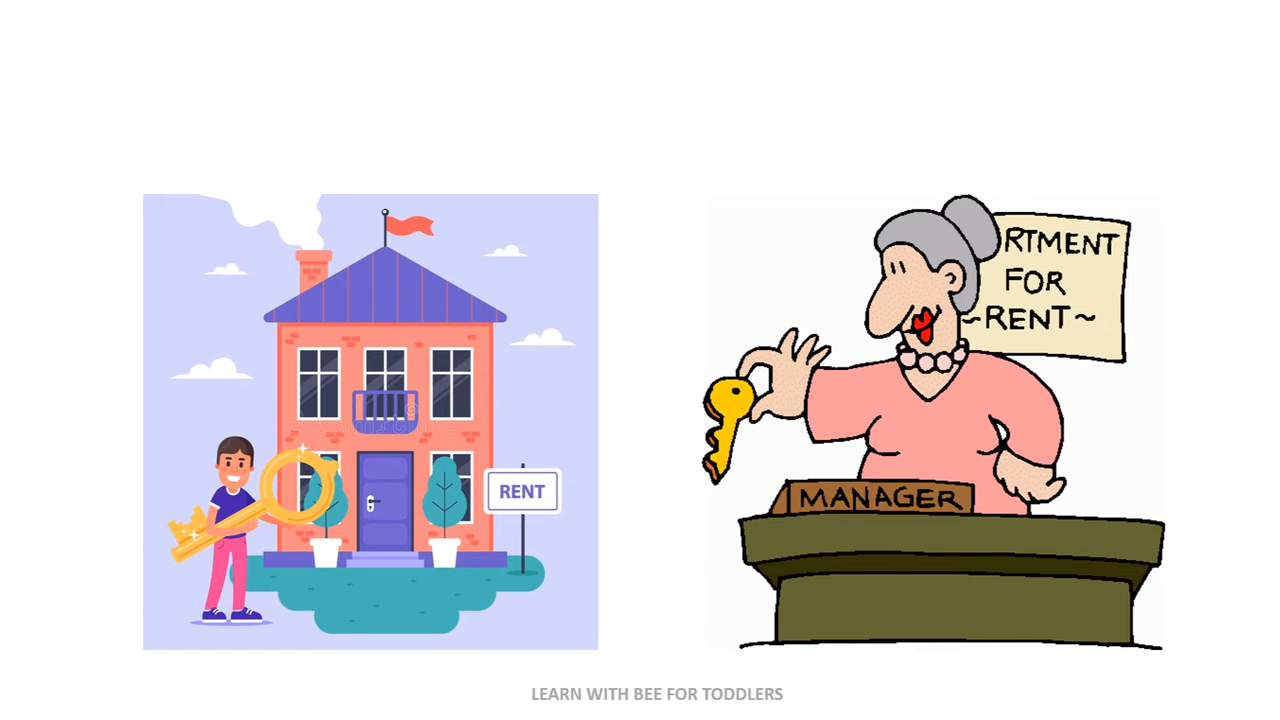 RENT
RTMENT
FOR
~RENT~
MANAGER
LEARN WITH BEE FOR TODDLERS